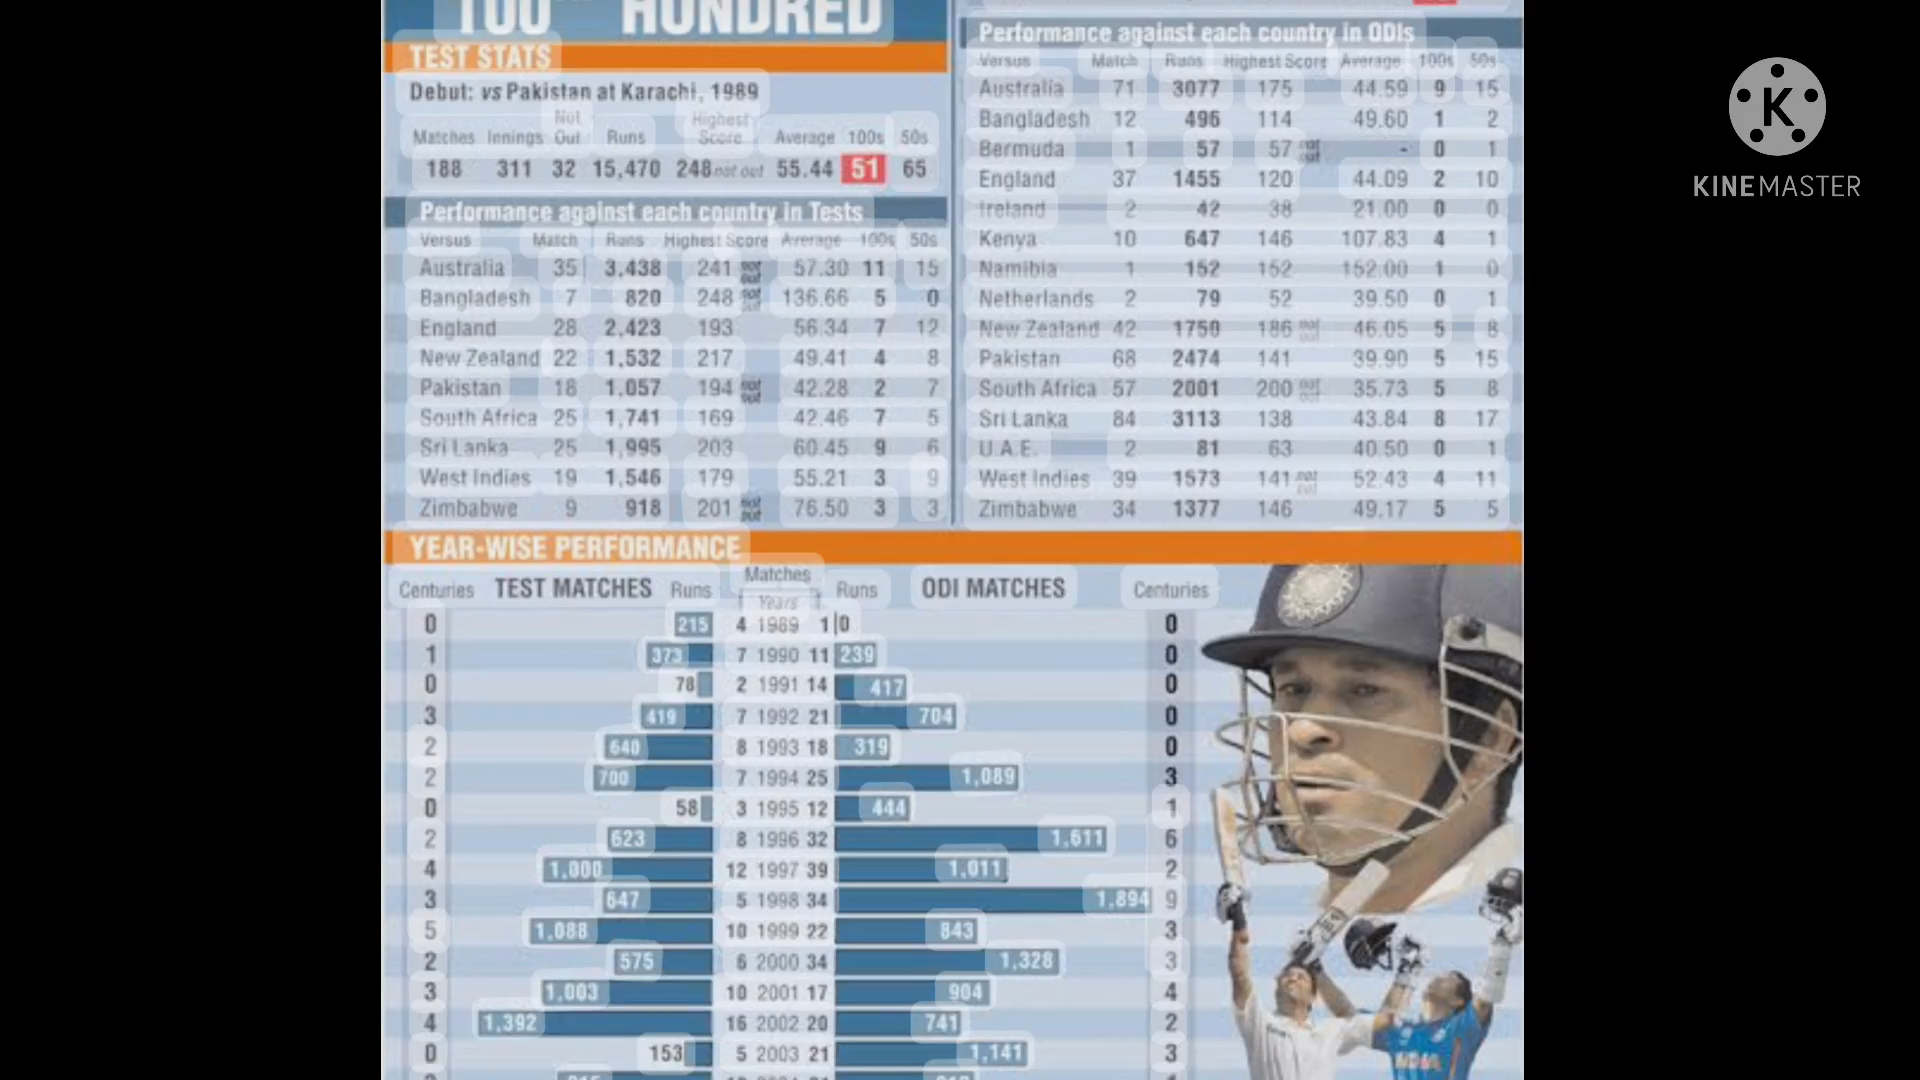 100TH HUNDRED
TEST STATS
Debut: vs Pakistan at Karachi, 1989
Matches Innings Not Out Runs Highest Score Average 100s 50s
188 311 32 15,470 248 not out 55.44 51 65
Performance against each country in Tests
Versus Match Runs Highest Score Average 100s 50s
Australia 35 3,438 241 not out 57.30 11 15
Bangladesh 7 820 248 not out 136.66 5 0
England 28 2,423 193 56.34 7 12
New Zealand 22 1,532 217 49.41 4 8
Pakistan 18 1,057 194 not out 42.28 2 7
South Africa 25 1,741 169 42.46 7 5
Sri Lanka 25 1,995 203 60.45 9 6
West Indies 19 1,546 179 55.21 3 9
Zimbabwe 9 918 201 not out 76.50 3 3
Performance against each country in ODIs
Versus Match Runs Highest Score Average 100s 50s
Australia 71 3077 175 44.59 9 15
Bangladesh 12 496 114 49.60 1 2
Bermuda 1 57 57 not out - 0 1
England 37 1455 120 44.09 2 10
Ireland 2 42 38 21.00 0 0
Kenya 10 647 146 107.83 4 1
Namibia 1 152 152 152.00 1 0
Netherlands 2 79 52 39.50 0 1
New Zealand 42 1750 186 not out 46.05 5 8
Pakistan 68 2474 141 39.90 5 15
South Africa 57 2001 200 not out 35.73 5 8
Sri Lanka 84 3113 138 43.84 8 17
U.A.E. 2 81 63 40.50 0 1
West Indies 39 1573 141 not out 52.43 4 11
Zimbabwe 34 1377 146 49.17 5 5
YEAR-WISE PERFORMANCE
Centuries TEST MATCHES Runs Matches Years Runs ODI MATCHES Centuries
0 215 4 1989 1 0 0
1 373 7 1990 11 239 0
0 78 2 1991 14 417 0
3 419 7 1992 21 704 0
2 640 8 1993 18 319 0
2 700 7 1994 25 1,089 3
0 58 3 1995 12 444 1
2 623 8 1996 32 1,611 6
4 1,000 12 1997 39 1,011 2
3 647 5 1998 34 1,894 9
5 1,088 10 1999 22 843 3
2 575 6 2000 34 1,328 3
3 1,003 10 2001 17 904 4
4 1,392 16 2002 20 741 2
0 153 5 2003 21 1,141 3
INDIA
K
KINEMASTER